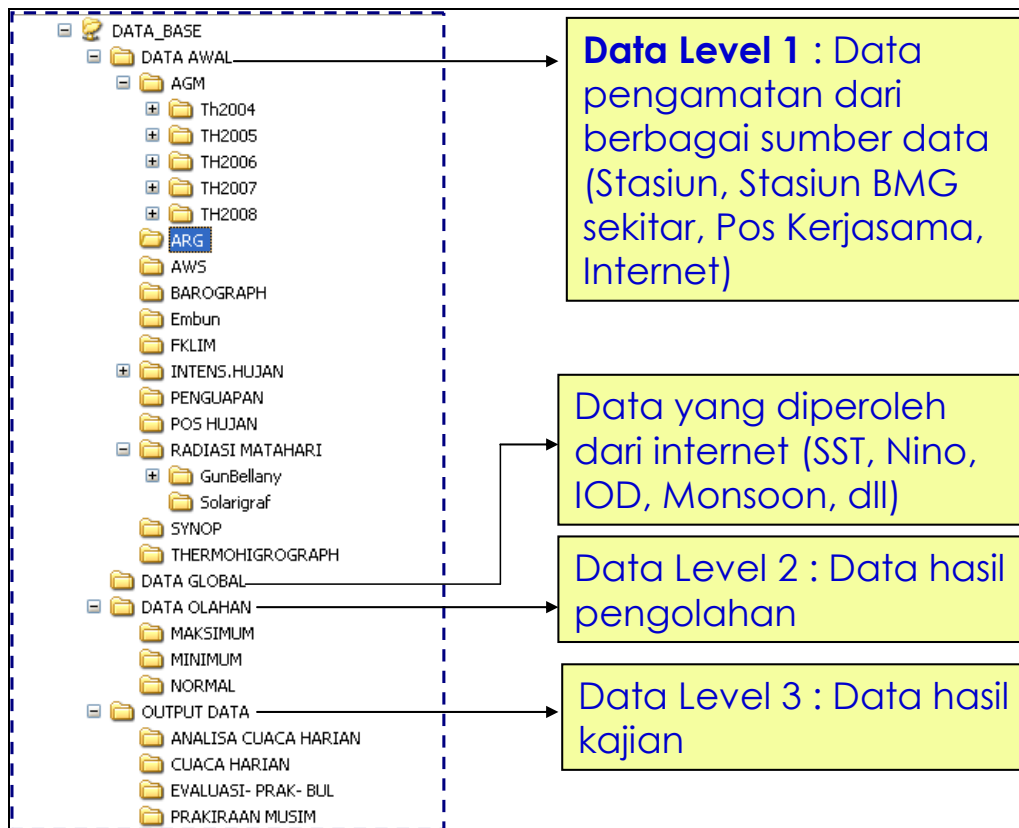 DATA_BASE
DATA AWAL
AGM
Th2004
TH2005
TH2006
TH2007
TH2008
ARG
AWS
BAROGRAPH
Embun
FKLIM
INTENS.HUJAN
PENGUAPAN
POS HUJAN
RADIASI MATAHARI
GunBellany
Solarigraf
SYNOP
THERMOHIGROGRAPH
DATA GLOBAL
DATA OLAHAN
MAKSIMUM
MINIMUM
NORMAL
OUTPUT DATA
ANALISA CUACA HARIAN
CUACA HARIAN
EVALUASI- PRAK- BUL
PRAKIRAAN MUSIM
Data Level 1 : Data
pengamatan dari
berbagai sumber data
(Stasiun, Stasiun BMG
sekitar, Pos Kerjasama,
Internet)
Data yang diperoleh
dari internet (SST, Nino,
IOD, Monsoon, dll)
Data Level 2 : Data hasil
pengolahan
Data Level 3 : Data hasil
kajian